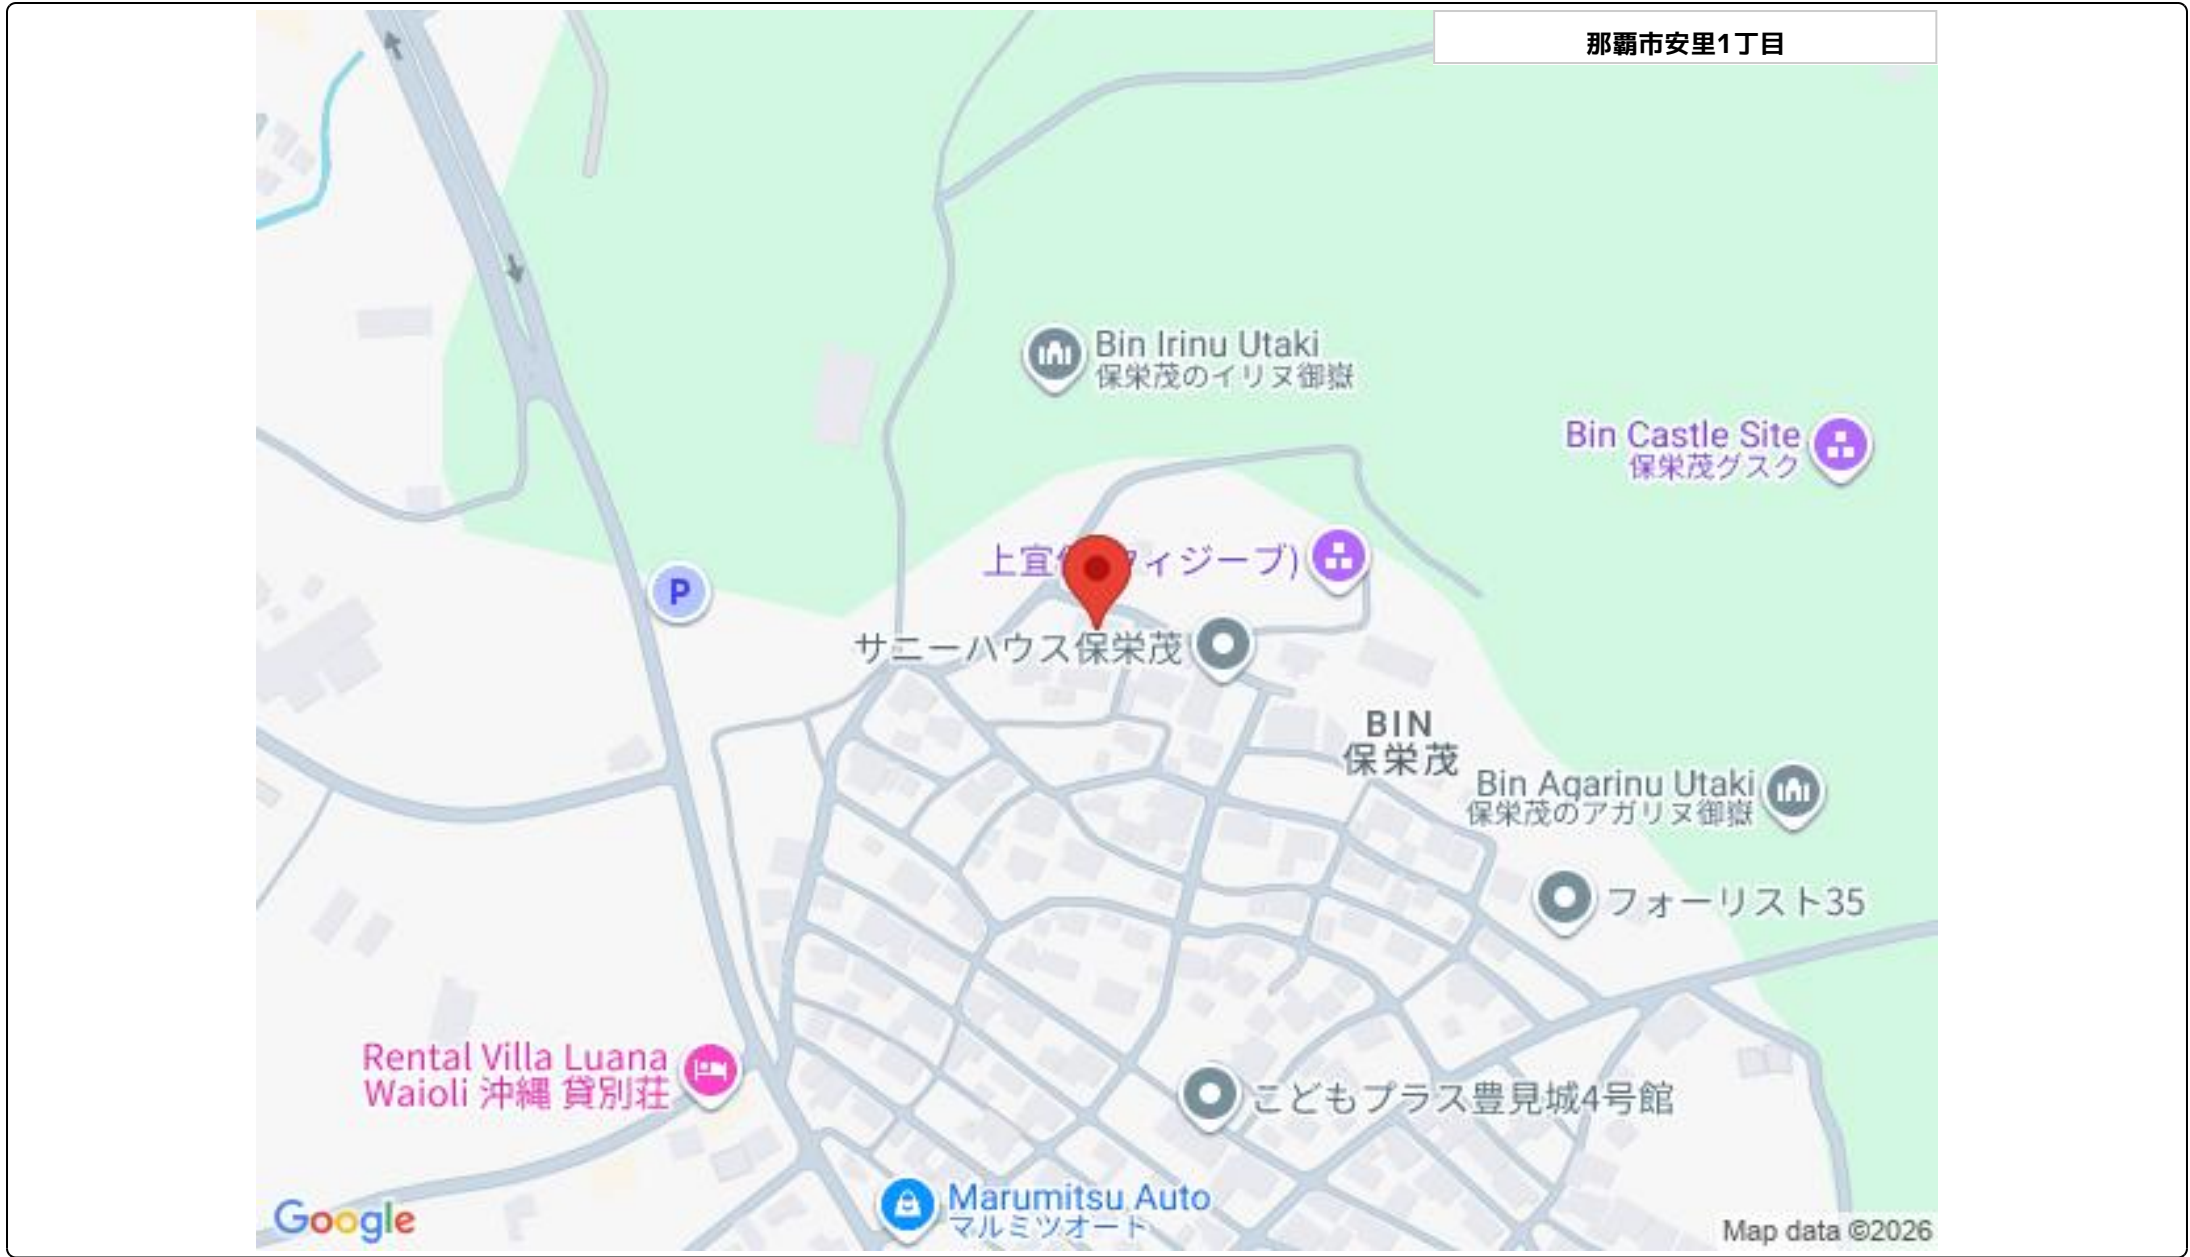 那覇市安里1丁目
Bin Irinu Utaki
保栄茂のイリヌ御嶽
Bin Castle Site
保栄茂グスク
上宜
ィジーブ)
P
サニーハウス保栄茂
BIN
保栄茂
Bin Agarinu Utaki
保栄茂のアガリヌ御嶽
フォーリスト35
Rental Villa Luana
Waioli 沖縄 貸別荘
こどもプラス豊見城4号館
Marumitsu Auto
マルミツオート
Google
Map data ©2026